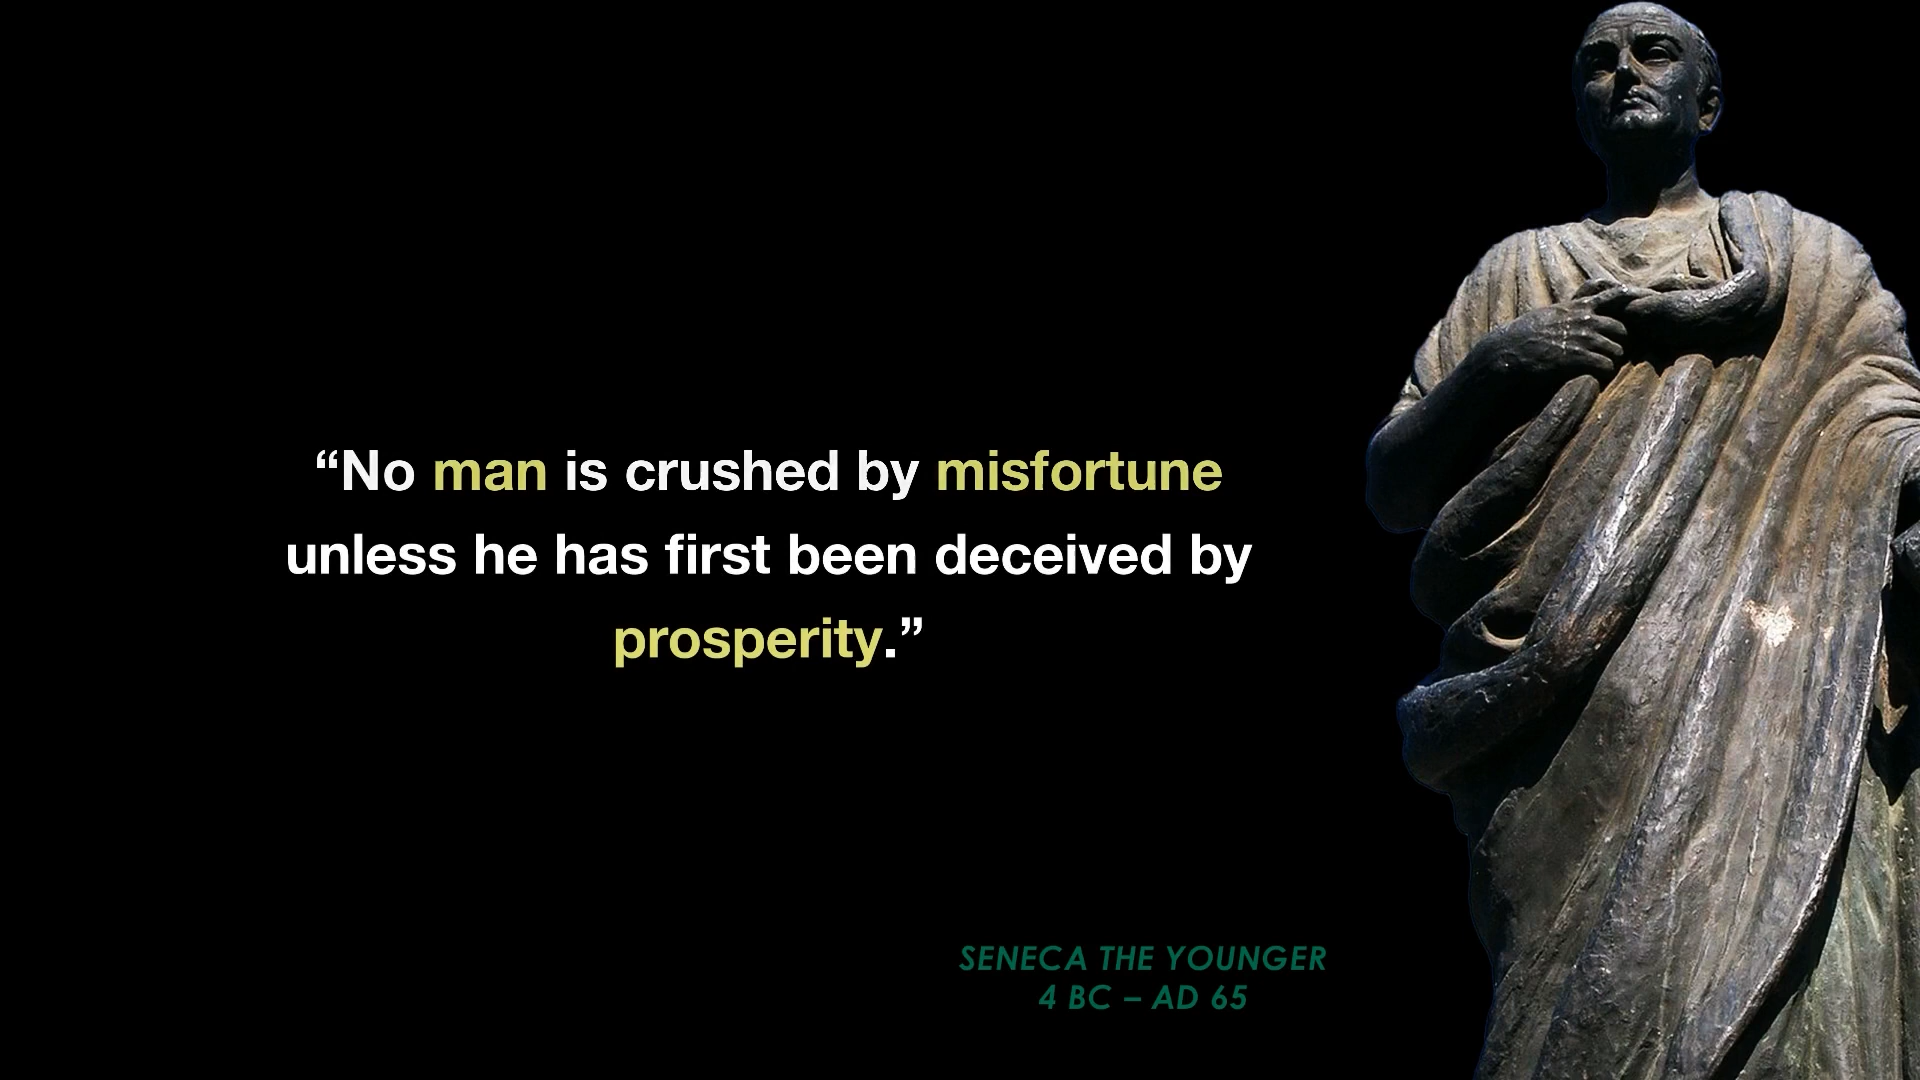 “No man is crushed by misfortune
unless he has first been deceived by
prosperity.”
SENECA THE YOUNGER
4 BC – AD 65